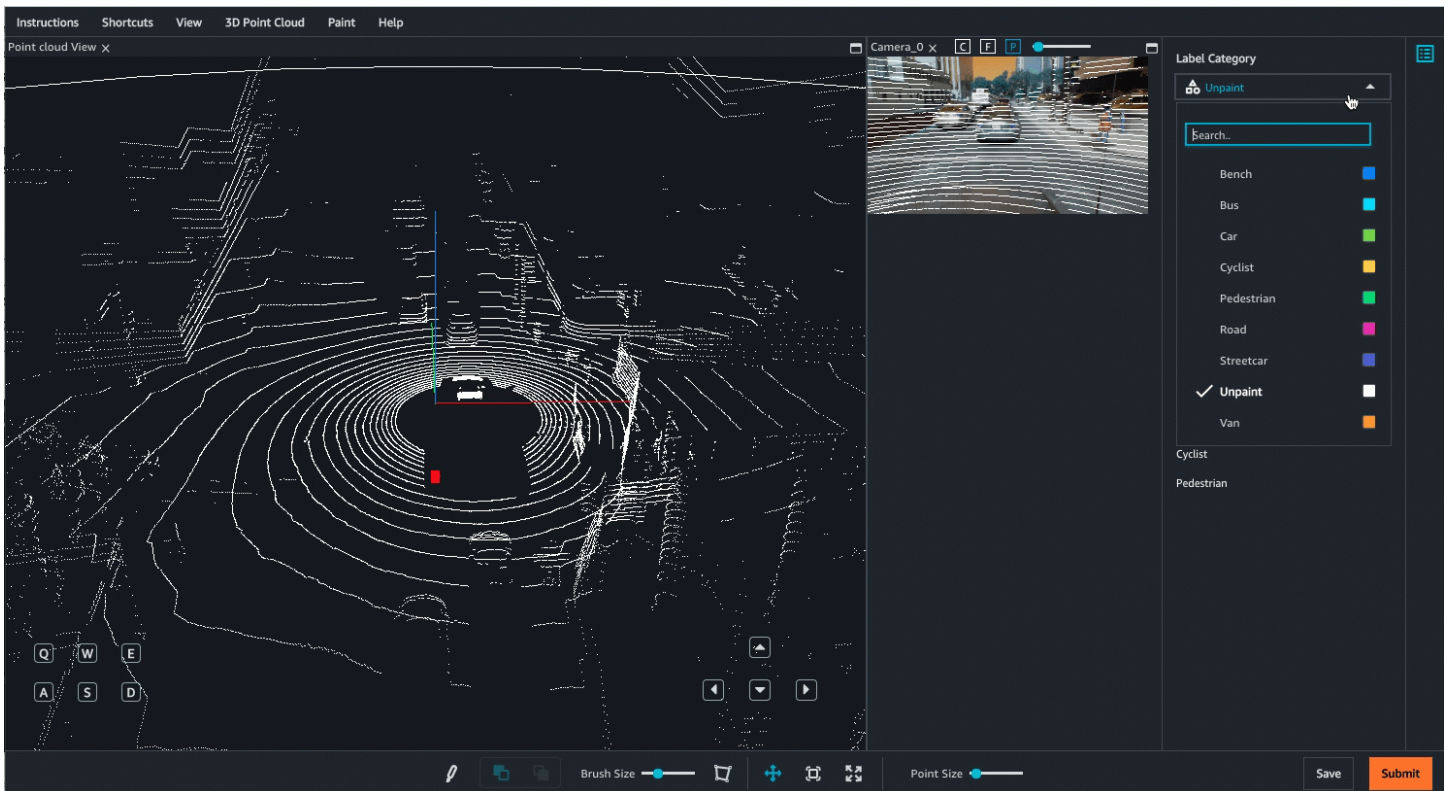 Instructions Shortcuts View 3D Point Cloud Paint Help
Point cloud View
Camera_0 C F P
Label Category
Unpaint
Search..
Bench
Bus
Car
Cyclist
Pedestrian
Road
Streetcar
Unpaint
Van
Cyclist
Pedestrian
Q W E
A S D
Brush Size
Point Size
Save
Submit